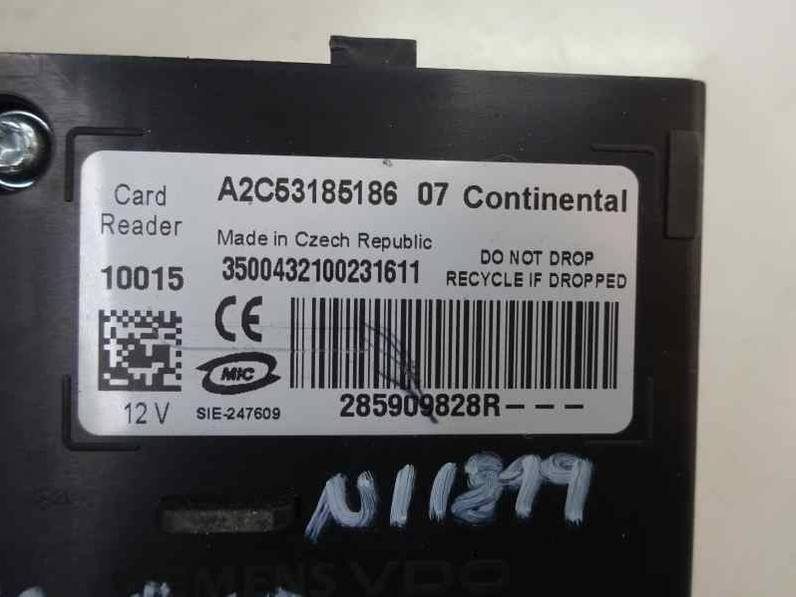 Card Reader
A2C53185186 07 Continental
Made in Czech Republic
10015
3500432100231611
DO NOT DROP
RECYCLE IF DROPPED
CE
MIC
12 V
SIE-247609
285909828R---
VDO